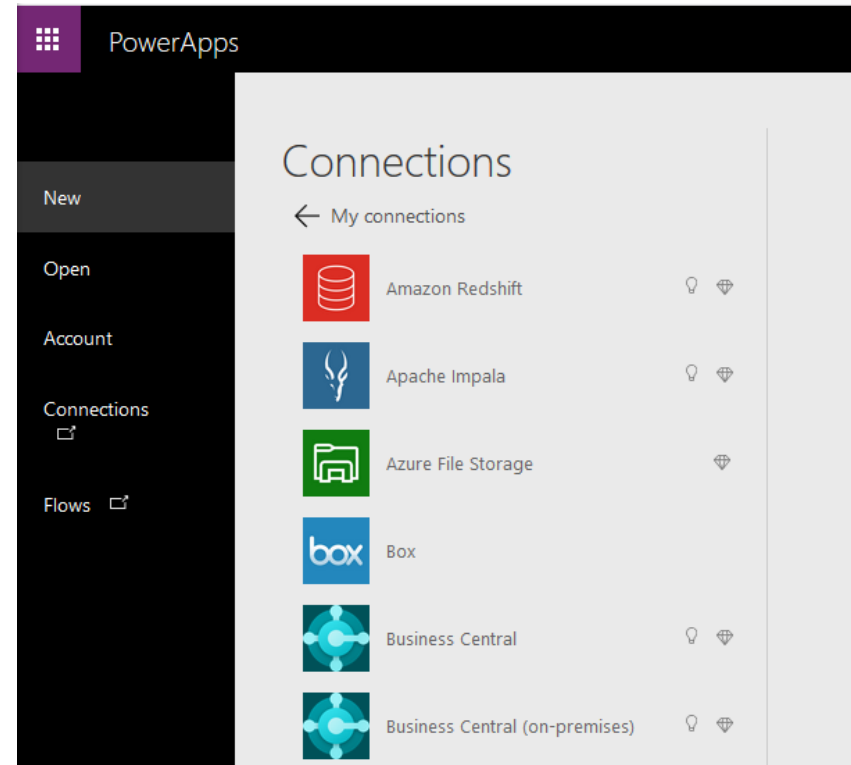 PowerApps
New
Open
Account
Connections
Flows
Connections
My connections
Amazon Redshift
Apache Impala
Azure File Storage
box
Box
Business Central
Business Central (on-premises)